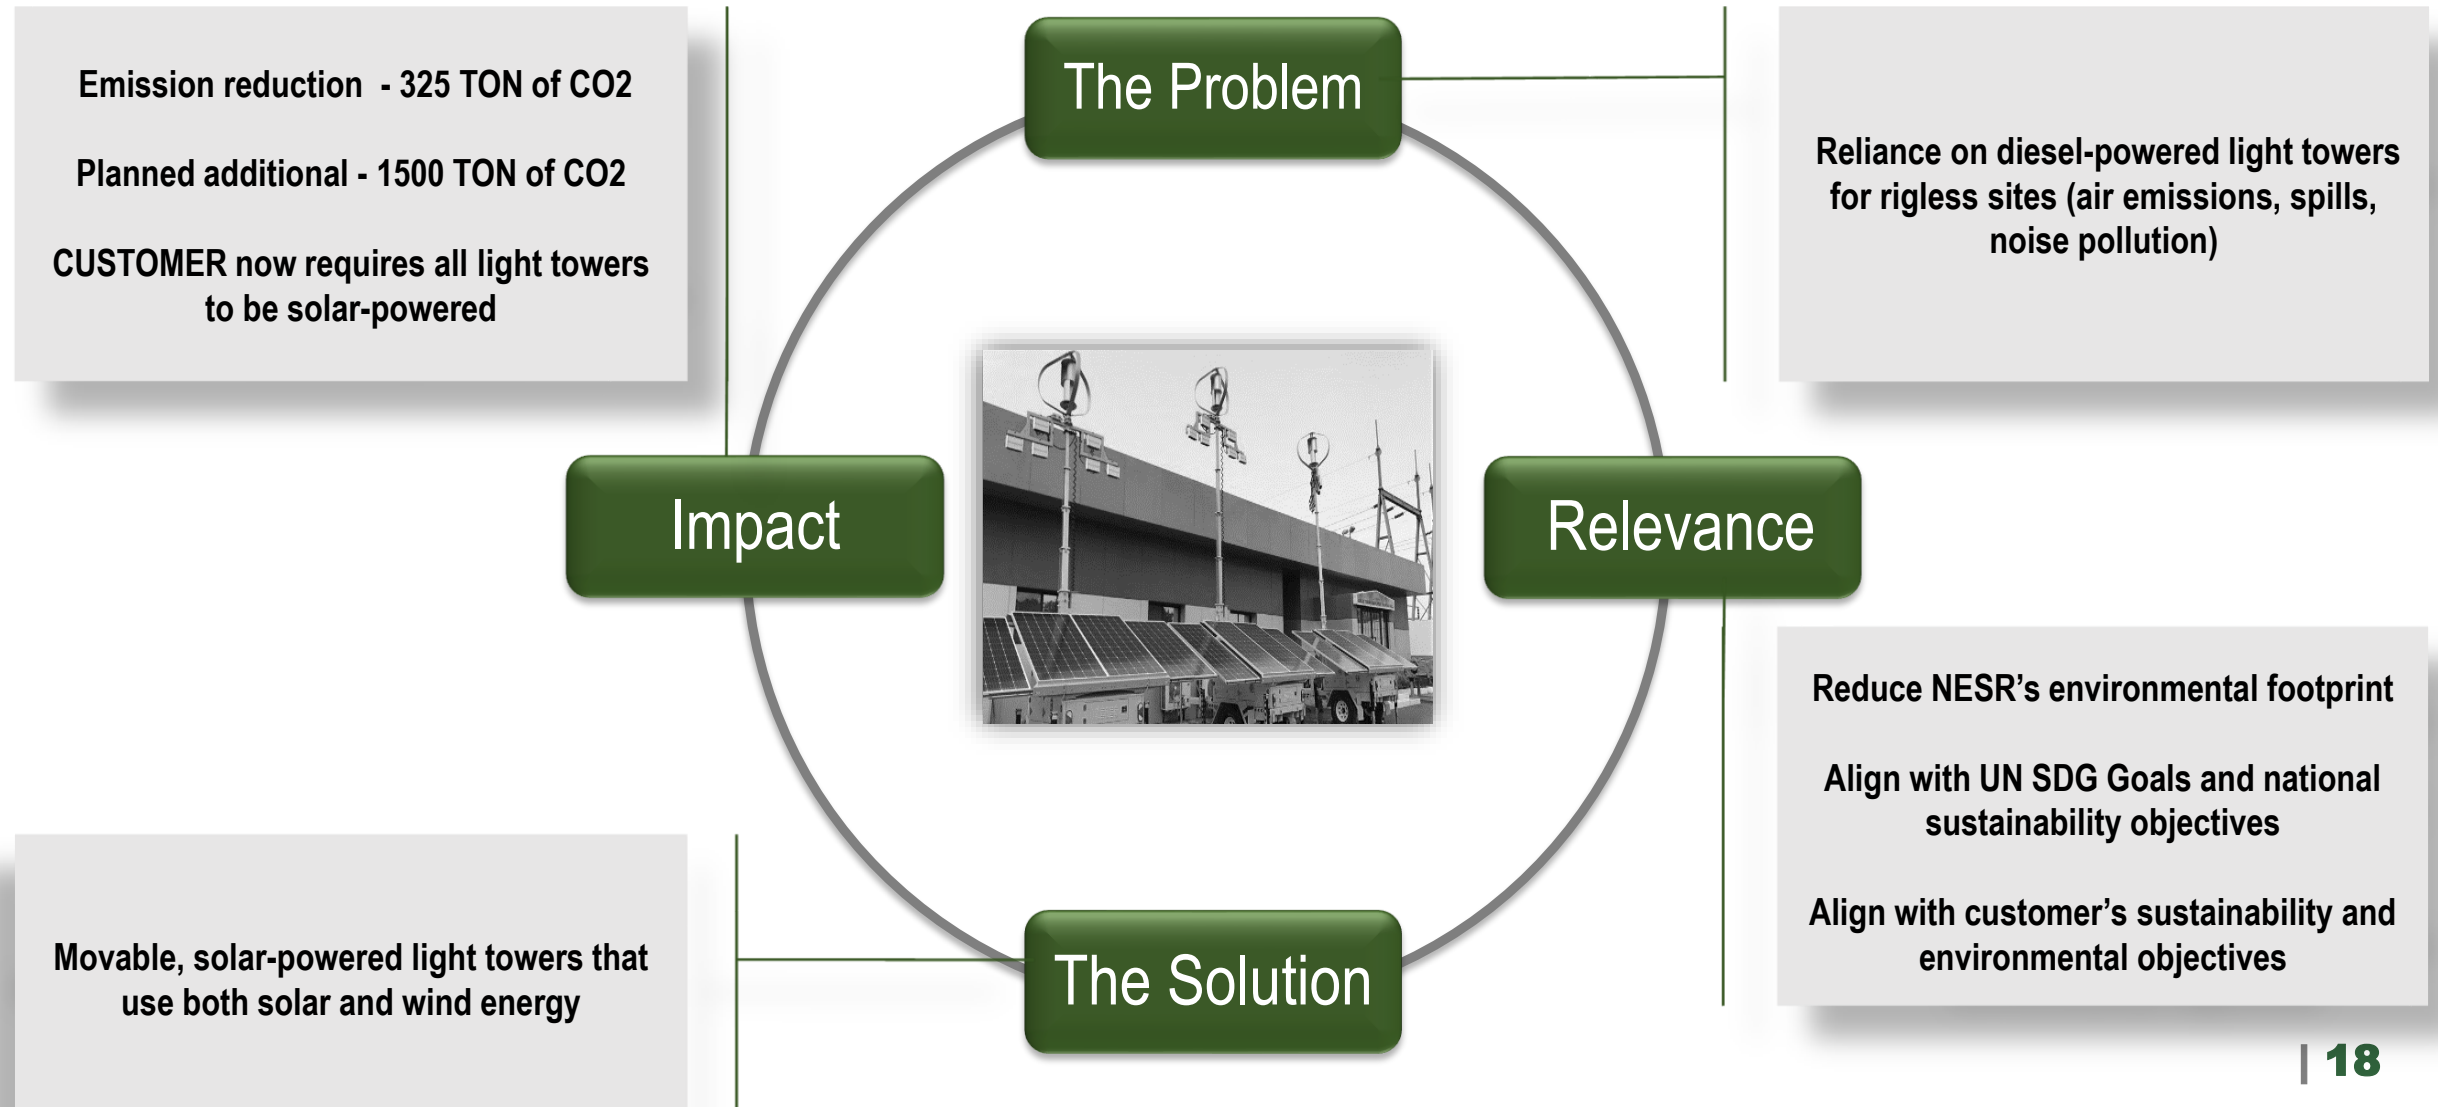 The Problem
Reliance on diesel-powered light towers
for rigless sites (air emissions, spills,
noise pollution)
Relevance
Reduce NESR’s environmental footprint
Align with UN SDG Goals and national
sustainability objectives
Align with customer’s sustainability and
environmental objectives
The Solution
Movable, solar-powered light towers that
use both solar and wind energy
Impact
Emission reduction - 325 TON of CO2
Planned additional - 1500 TON of CO2
CUSTOMER now requires all light towers
to be solar-powered
| 18